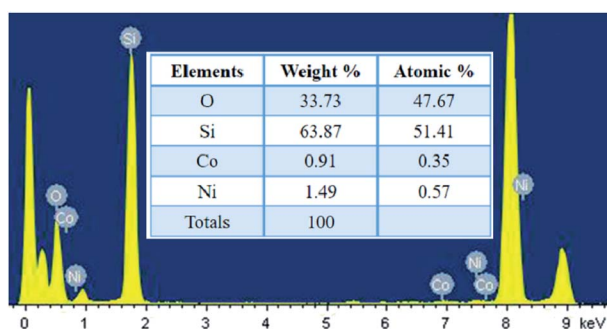 Si
O
Co
Ni
Co
Ni
Co
Ni
Elements Weight % Atomic %
O 33.73 47.67
Si 63.87 51.41
Co 0.91 0.35
Ni 1.49 0.57
Totals 100
0 1 2 3 4 5 6 7 8 9 keV